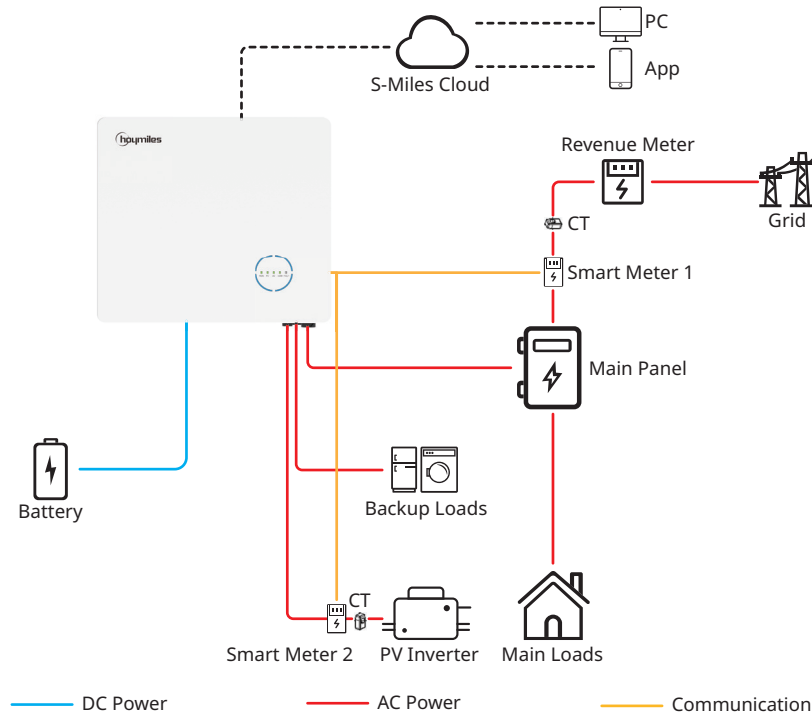 PC
S-Miles Cloud
App
hoymiles
Revenue Meter
Grid
CT
Smart Meter 1
Main Panel
Battery
Backup Loads
CT
Smart Meter 2
PV Inverter
Main Loads
DC Power
AC Power
Communication